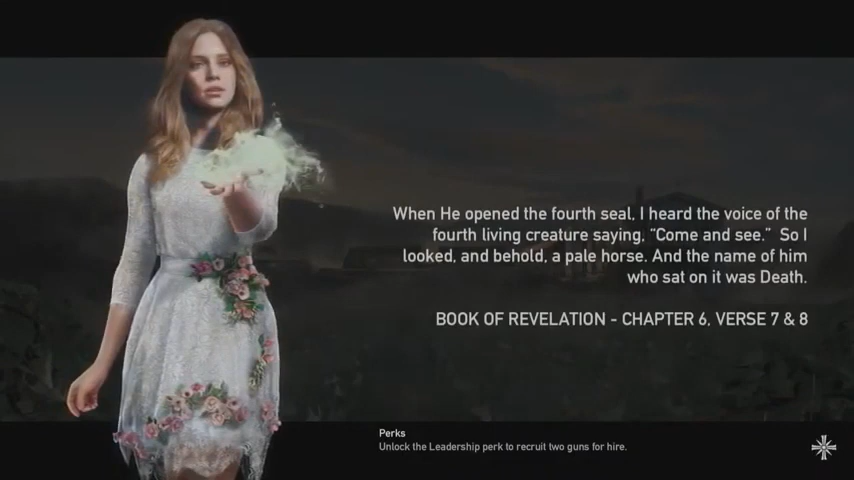 When He opened the fourth seal, I heard the voice of the
fourth living creature saying, “Come and see.”  So I
looked, and behold, a pale horse. And the name of him
who sat on it was Death.
BOOK OF REVELATION - CHAPTER 6, VERSE 7 & 8
Perks
Unlock the Leadership perk to recruit two guns for hire.